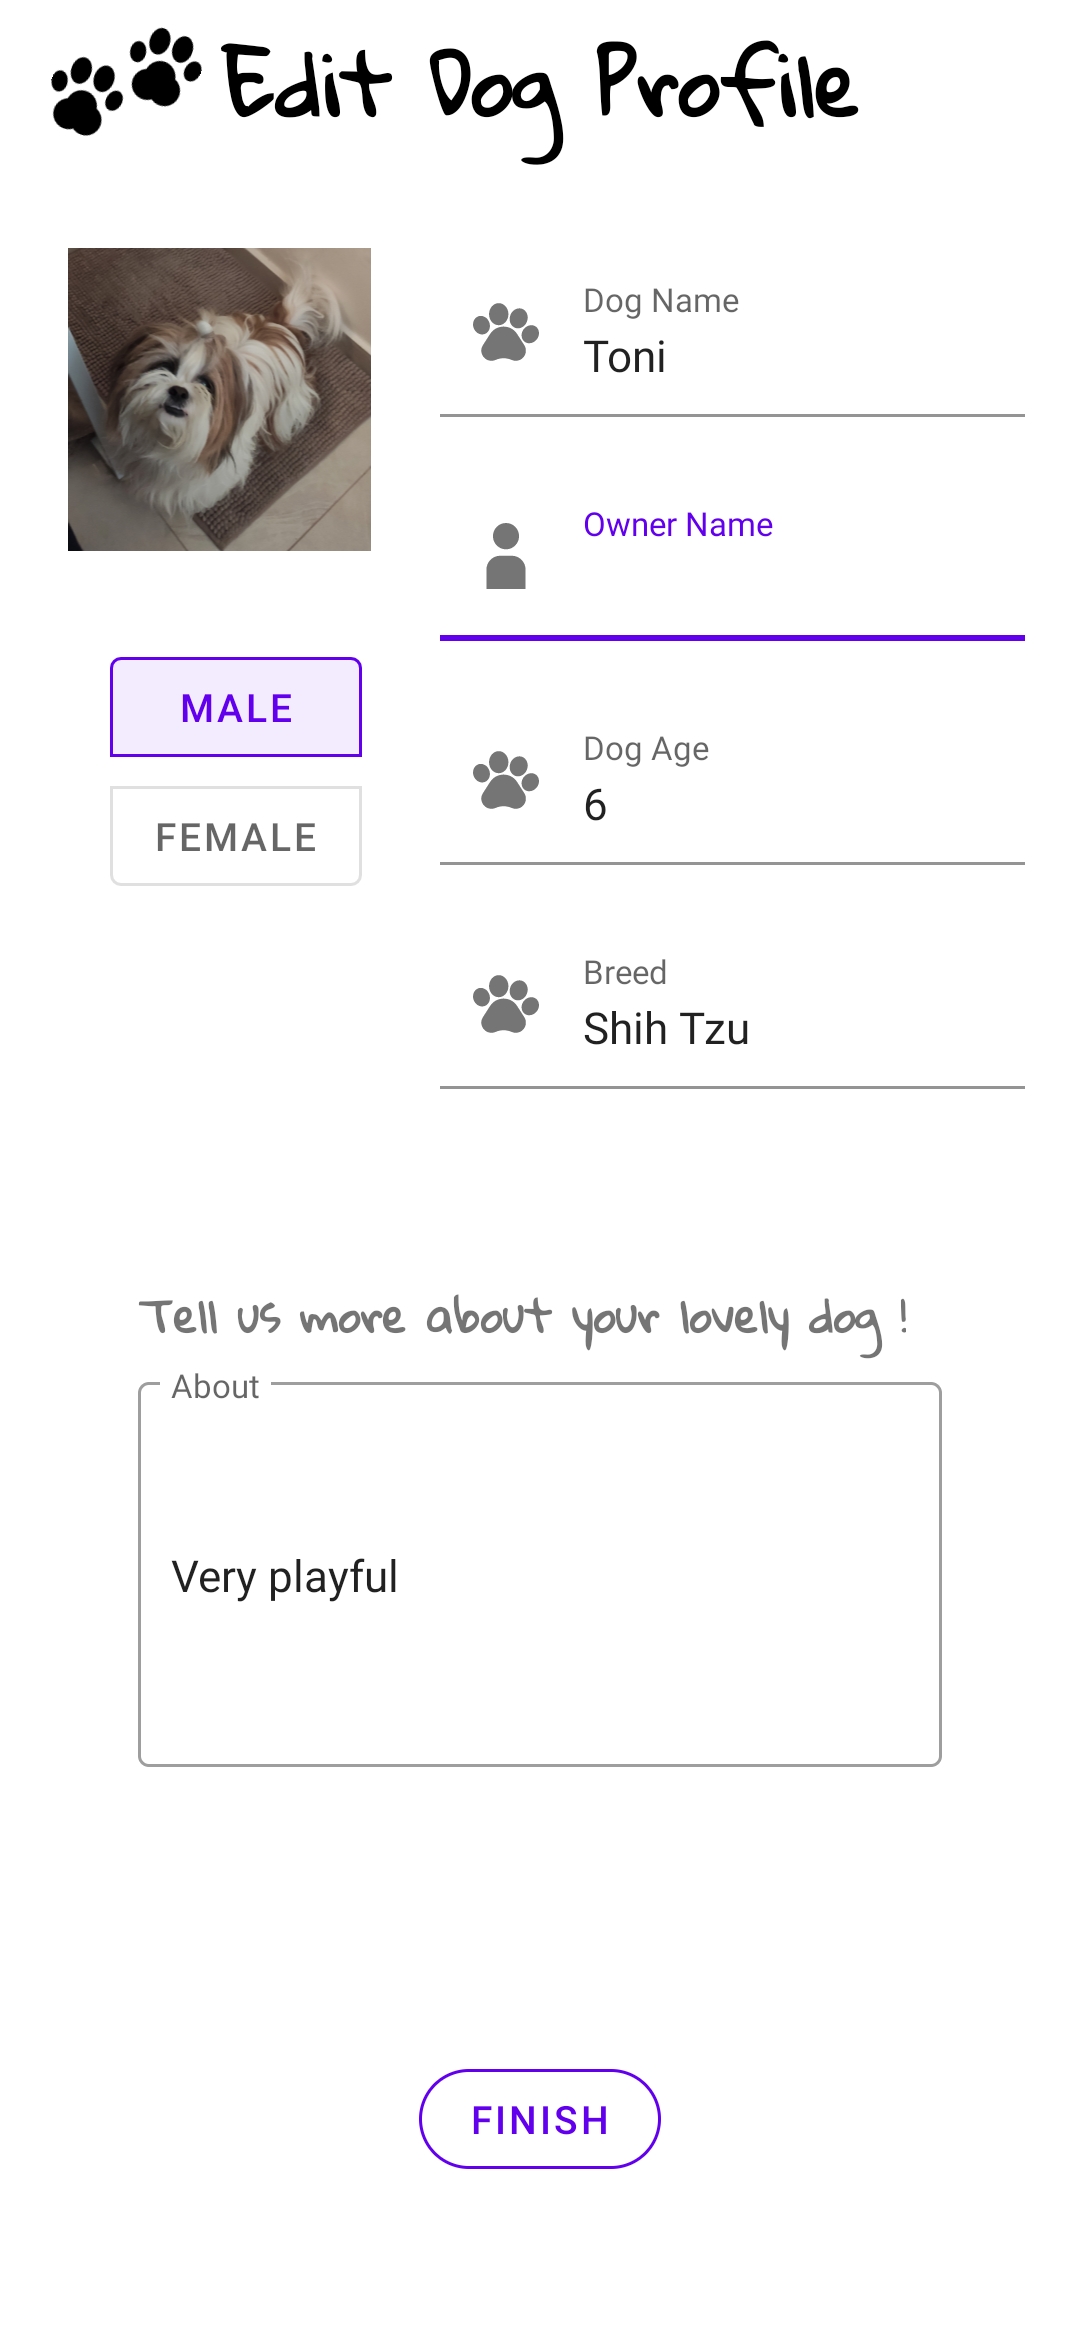 Edit Dog Profile
Dog Name
Toni
Owner Name
MALE
FEMALE
Dog Age
6
Breed
Shih Tzu
Tell us more about your lovely dog !
About
Very playful
FINISH